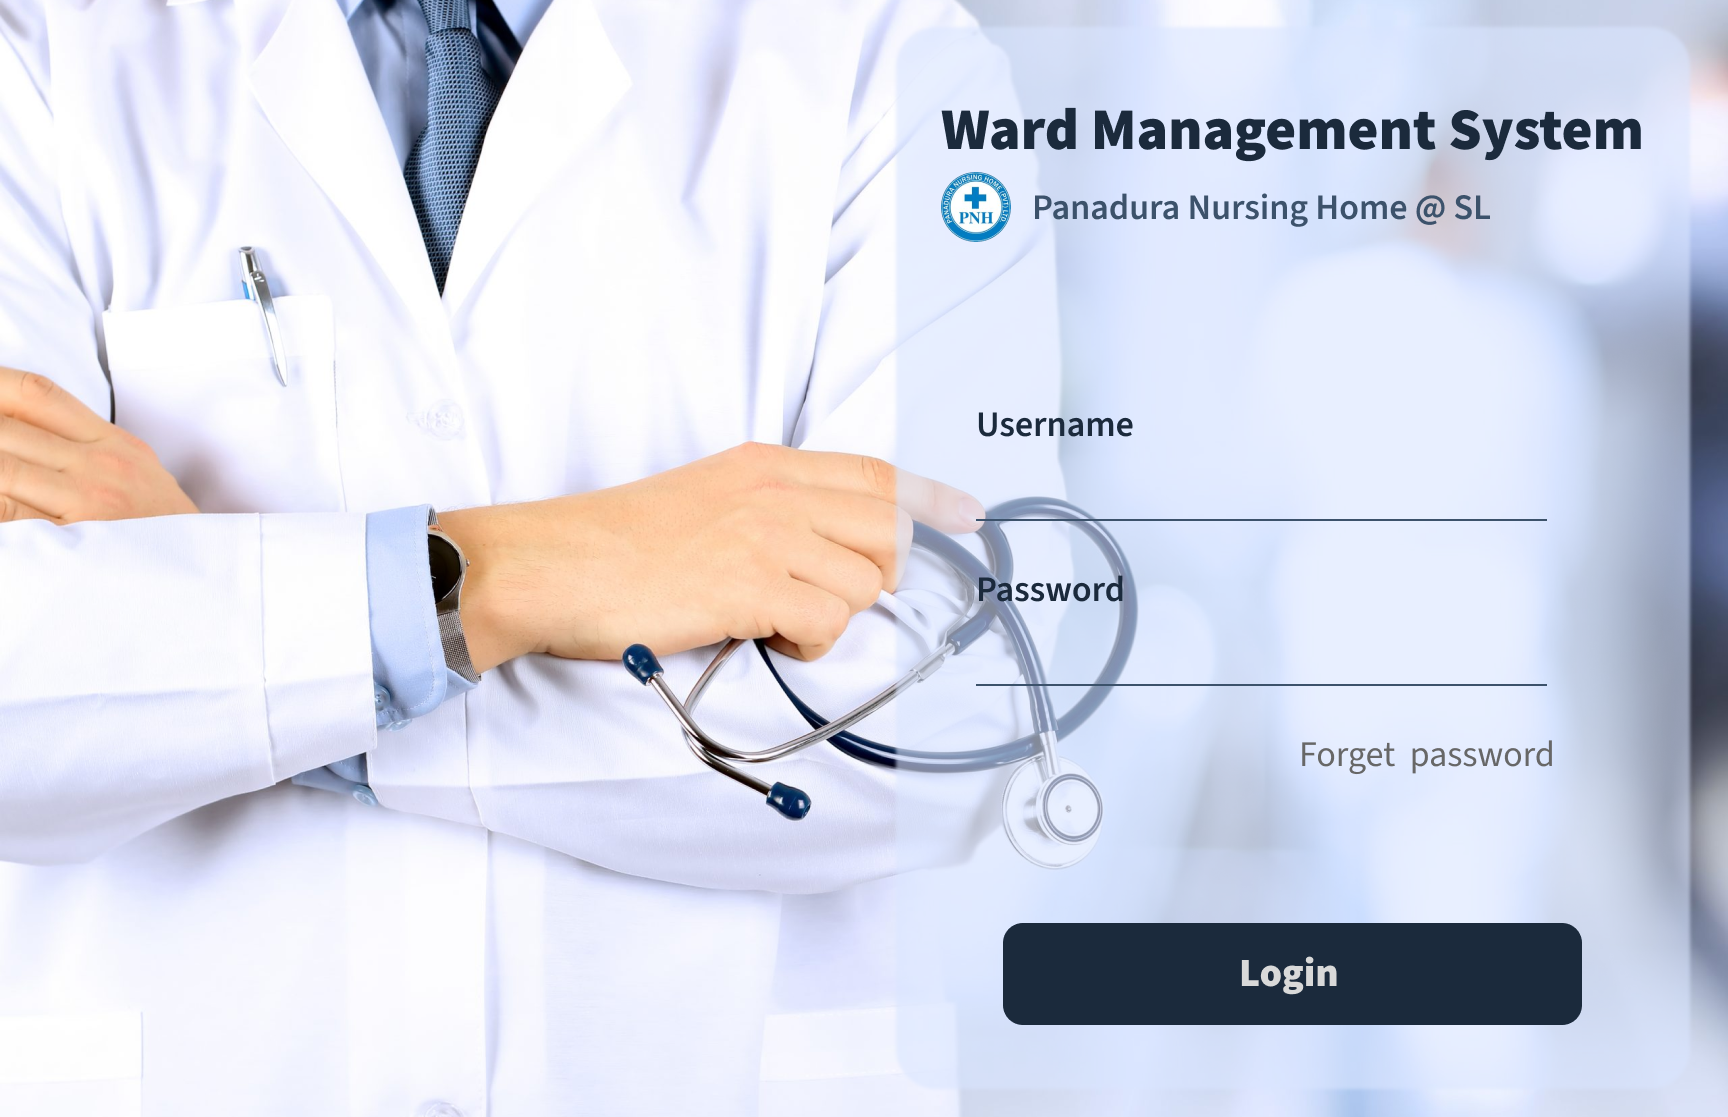 Ward Management System
PANADURA NURSING HOME (PVT) LTD
PNH
Panadura Nursing Home @ SL
Username
Password
Forget password
Login